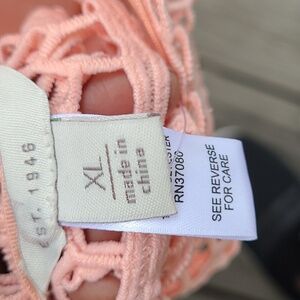 EST. 1946
XL
made in
china
RN37080
SEE REVERSE
FOR CARE